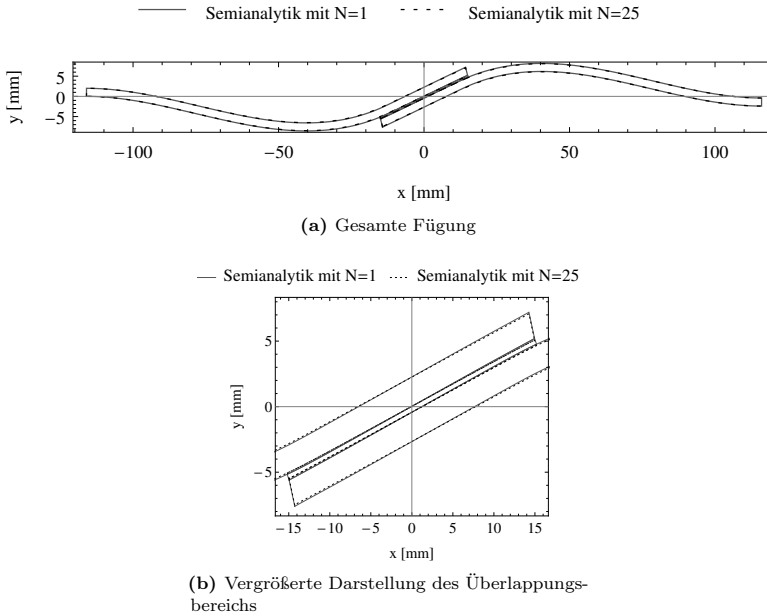 Semianalytik mit N=1 Semianalytik mit N=25
y [mm]
5
0
−5
−100 −50 0 50 100
x [mm]
(a) Gesamte Fügung
Semianalytik mit N=1 Semianalytik mit N=25
y [mm]
5
0
−5
−15 −10 −5 0 5 10 15
x [mm]
(b) Vergrößerte Darstellung des Überlappungs-
bereichs